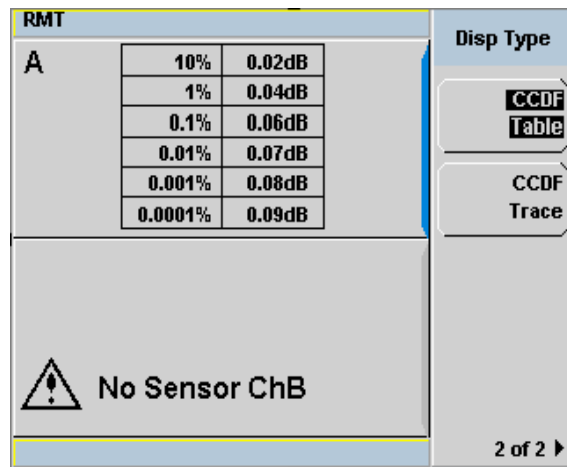 RMT
Disp Type
A
10% 0.02dB
1% 0.04dB
0.1% 0.06dB
0.01% 0.07dB
0.001% 0.08dB
0.0001% 0.09dB
CCDF
Table
CCDF
Trace
No Sensor ChB
2 of 2